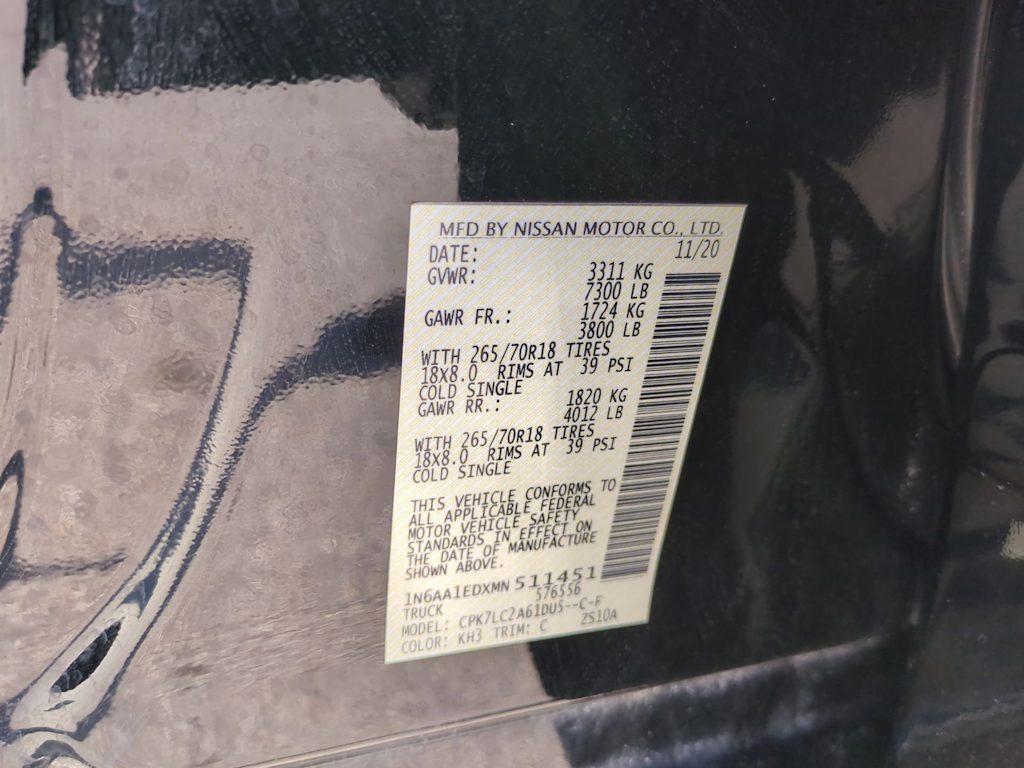 MFD BY NISSAN MOTOR CO., LTD.
DATE: 11/20
GVWR: 3311 KG
7300 LB
GAWR FR.: 1724 KG
3800 LB
WITH 265/70R18 TIRES
18X8.0 RIMS AT 39 PSI
COLD SINGLE
GAWR RR.: 1820 KG
4012 LB
WITH 265/70R18 TIRES
18X8.0 RIMS AT 39 PSI
COLD SINGLE
THIS VEHICLE CONFORMS TO
ALL APPLICABLE FEDERAL
MOTOR VEHICLE SAFETY
STANDARDS IN EFFECT ON
THE DATE OF MANUFACTURE
SHOWN ABOVE.
1N6AA1EDXMN 511451
TRUCK 576556
MODEL: CPK7LC2A61DU5--C-F
COLOR: KH3 TRIM: C ZS10A